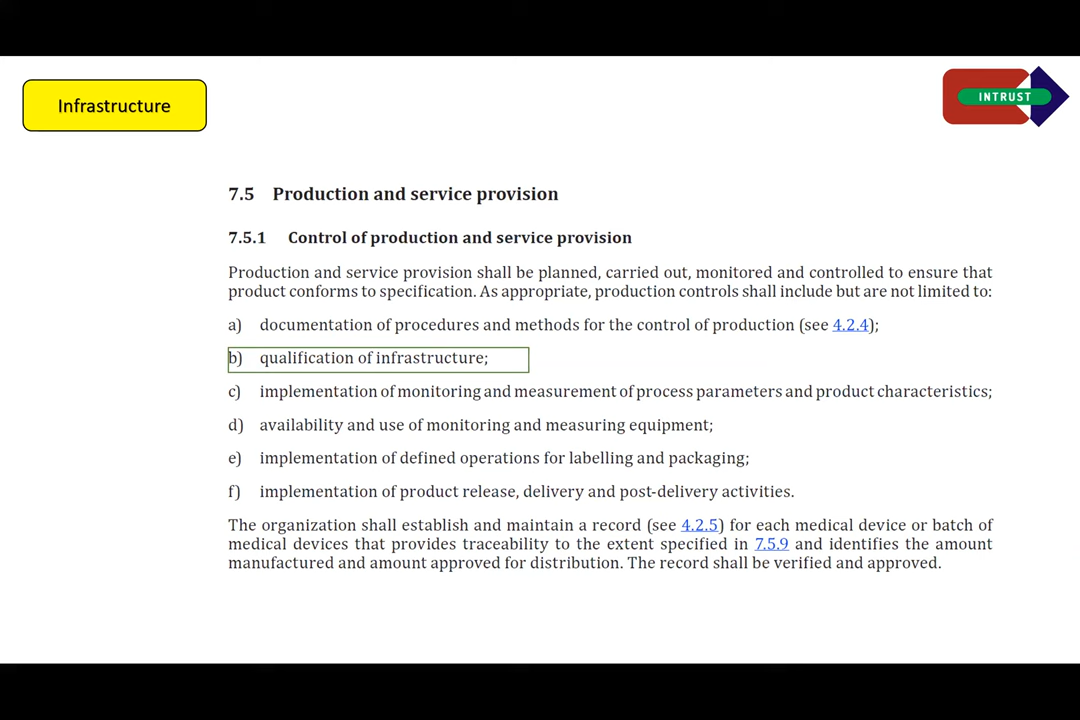 Infrastructure
INTRUST
7.5 Production and service provision
7.5.1 Control of production and service provision
Production and service provision shall be planned, carried out, monitored and controlled to ensure that
product conforms to specification. As appropriate, production controls shall include but are not limited to:
a) documentation of procedures and methods for the control of production (see 4.2.4);
b) qualification of infrastructure;
c) implementation of monitoring and measurement of process parameters and product characteristics;
d) availability and use of monitoring and measuring equipment;
e) implementation of defined operations for labelling and packaging;
f) implementation of product release, delivery and post-delivery activities.
The organization shall establish and maintain a record (see 4.2.5) for each medical device or batch of
medical devices that provides traceability to the extent specified in 7.5.9 and identifies the amount
manufactured and amount approved for distribution. The record shall be verified and approved.